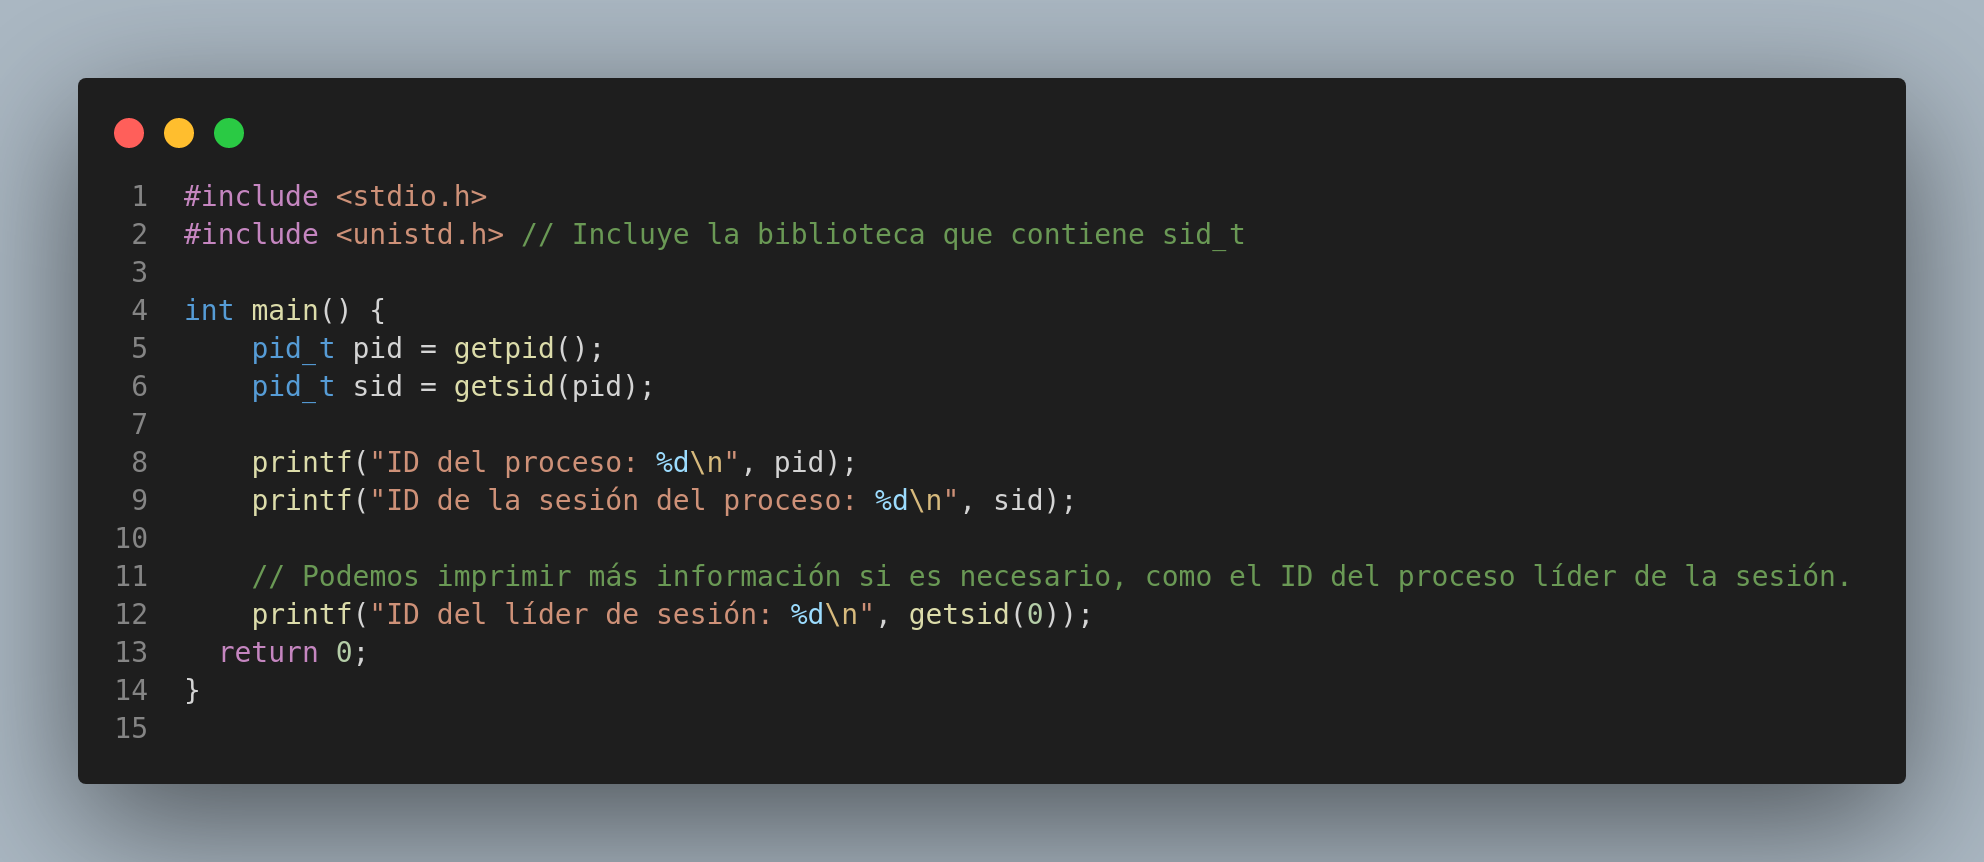 1 #include <stdio.h>
2 #include <unistd.h> // Incluye la biblioteca que contiene sid_t
3
4 int main() {
5     pid_t pid = getpid();
6     pid_t sid = getsid(pid);
7
8     printf("ID del proceso: %d\n", pid);
9     printf("ID de la sesión del proceso: %d\n", sid);
10
11     // Podemos imprimir más información si es necesario, como el ID del proceso líder de la sesión.
12     printf("ID del líder de sesión: %d\n", getsid(0));
13   return 0;
14 }
15